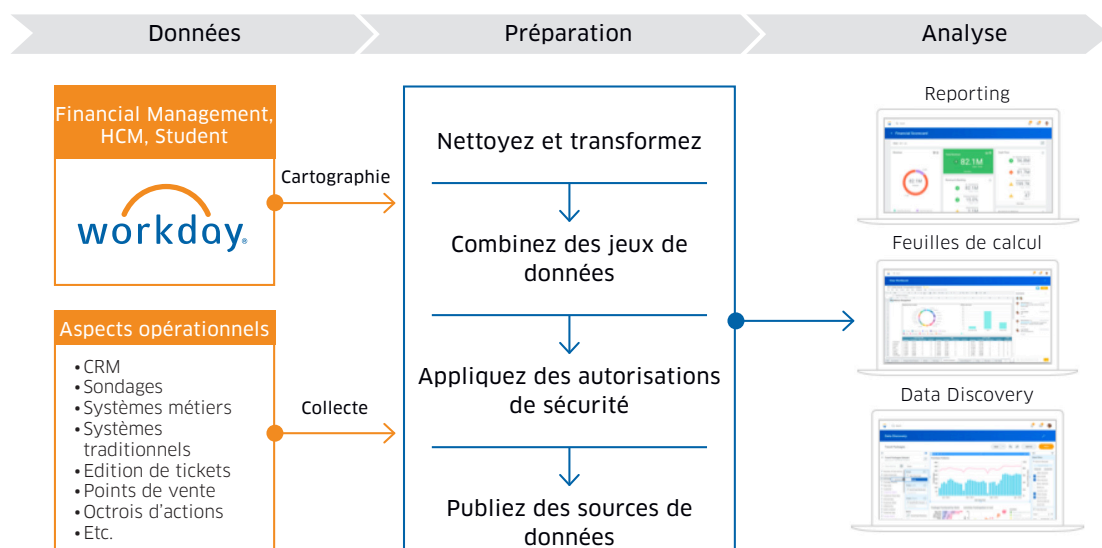 Données
Préparation
Analyse
Financial Management,
HCM, Student
workday.
Cartographie
Aspects opérationnels
•CRM
•Sondages
•Systèmes métiers
•Systèmes
traditionnels
•Edition de tickets
•Points de vente
•Octrois d'actions
•Etc.
Collecte
Nettoyez et transformez
Combinez des jeux de
données
Appliquez des autorisations
de sécurité
Publiez des sources de
données
Reporting
82.1M
Feuilles de calcul
Data Discovery